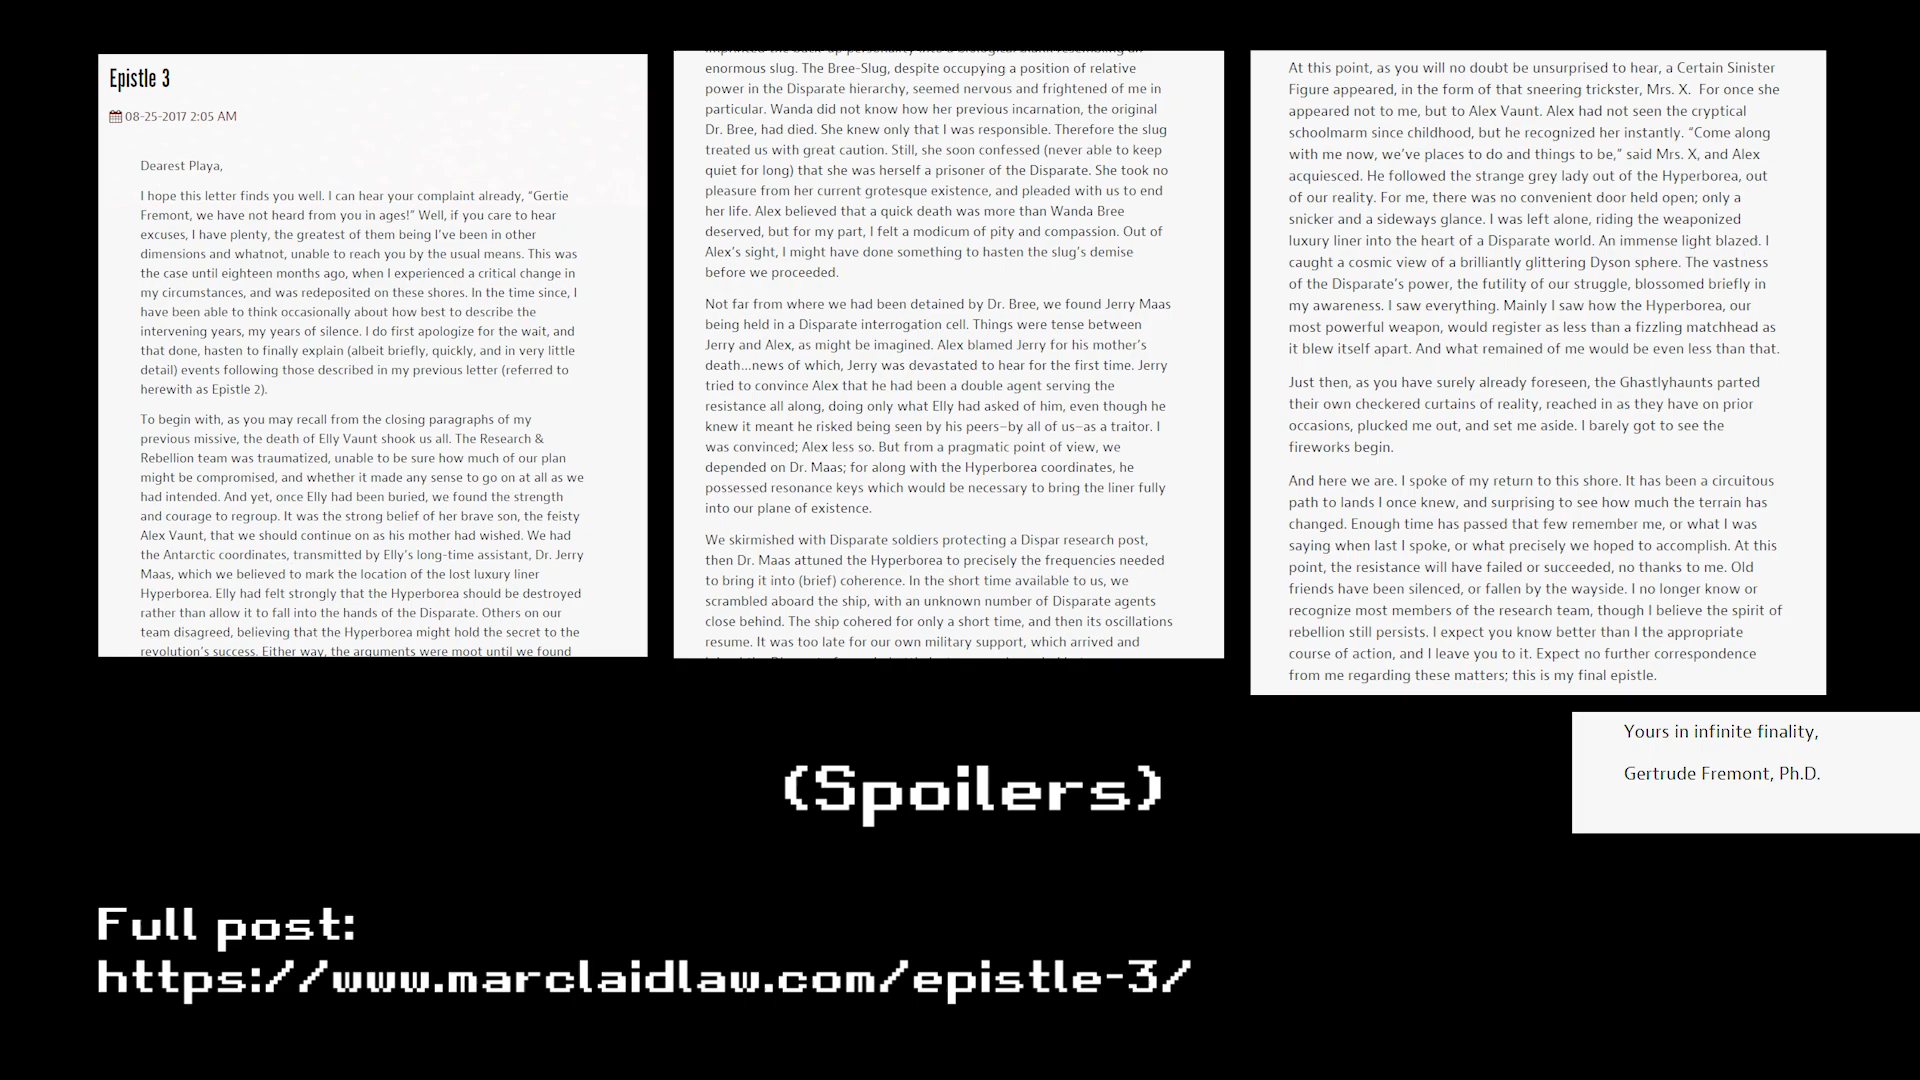 Epistle 3
08-25-2017 2:05 AM
Dearest Playa,
I hope this letter finds you well. I can hear your complaint already, “Gertie
Fremont, we have not heard from you in ages!” Well, if you care to hear
excuses, I have plenty, the greatest of them being I’ve been in other
dimensions and whatnot, unable to reach you by the usual means. This was
the case until eighteen months ago, when I experienced a critical change in
my circumstances, and was redeposited on these shores. In the time since, I
have been able to think occasionally about how best to describe the
intervening years, my years of silence. I do first apologize for the wait, and
that done, hasten to finally explain (albeit briefly, quickly, and in very little
detail) events following those described in my previous letter (referred to
herewith as Epistle 2).
To begin with, as you may recall from the closing paragraphs of my
previous missive, the death of Elly Vaunt shook us all. The Research &
Rebellion team was traumatized, unable to be sure how much of our plan
might be compromised, and whether it made any sense to go on at all as we
had intended. And yet, once Elly had been buried, we found the strength
and courage to regroup. It was the strong belief of her brave son, the feisty
Alex Vaunt, that we should continue on as his mother had wished. We had
the Antarctic coordinates, transmitted by Elly’s long-time assistant, Dr. Jerry
Maas, which we believed to mark the location of the lost luxury liner
Hyperborea. Elly had felt strongly that the Hyperborea should be destroyed
rather than allow it to fall into the hands of the Disparate. Others on our
team disagreed, believing that the Hyperborea might hold the secret to the
revolution’s success. Either way, the arguments were moot until we found
enormous slug. The Bree-Slug, despite occupying a position of relative
power in the Disparate hierarchy, seemed nervous and frightened of me in
particular. Wanda did not know how her previous incarnation, the original
Dr. Bree, had died. She knew only that I was responsible. Therefore the slug
treated us with great caution. Still, she soon confessed (never able to keep
quiet for long) that she was herself a prisoner of the Disparate. She took no
pleasure from her current grotesque existence, and pleaded with us to end
her life. Alex believed that a quick death was more than Wanda Bree
deserved, but for my part, I felt a modicum of pity and compassion. Out of
Alex’s sight, I might have done something to hasten the slug’s demise
before we proceeded.
Not far from where we had been detained by Dr. Bree, we found Jerry Maas
being held in a Disparate interrogation cell. Things were tense between
Jerry and Alex, as might be imagined. Alex blamed Jerry for his mother’s
death…news of which, Jerry was devastated to hear for the first time. Jerry
tried to convince Alex that he had been a double agent serving the
resistance all along, doing only what Elly had asked of him, even though he
knew it meant he risked being seen by his peers—by all of us—as a traitor. I
was convinced; Alex less so. But from a pragmatic point of view, we
depended on Dr. Maas; for along with the Hyperborea coordinates, he
possessed resonance keys which would be necessary to bring the liner fully
into our plane of existence.
We skirmished with Disparate soldiers protecting a Dispar research post,
then Dr. Maas attuned the Hyperborea to precisely the frequencies needed
to bring it into (brief) coherence. In the short time available to us, we
scrambled aboard the ship, with an unknown number of Disparate agents
close behind. The ship cohered for only a short time, and then its oscillations
resume. It was too late for our own military support, which arrived and
At this point, as you will no doubt be unsurprised to hear, a Certain Sinister
Figure appeared, in the form of that sneering trickster, Mrs. X.  For once she
appeared not to me, but to Alex Vaunt. Alex had not seen the cryptical
schoolmarm since childhood, but he recognized her instantly. “Come along
with me now, we’ve places to do and things to be,” said Mrs. X, and Alex
acquiesced. He followed the strange grey lady out of the Hyperborea, out
of our reality. For me, there was no convenient door held open; only a
snicker and a sideways glance. I was left alone, riding the weaponized
luxury liner into the heart of a Disparate world. An immense light blazed. I
caught a cosmic view of a brilliantly glittering Dyson sphere. The vastness
of the Disparate’s power, the futility of our struggle, blossomed briefly in
my awareness. I saw everything. Mainly I saw how the Hyperborea, our
most powerful weapon, would register as less than a fizzling matchhead as
it blew itself apart. And what remained of me would be even less than that.
Just then, as you have surely already foreseen, the Ghastlyhaunts parted
their own checkered curtains of reality, reached in as they have on prior
occasions, plucked me out, and set me aside. I barely got to see the
fireworks begin.
And here we are. I spoke of my return to this shore. It has been a circuitous
path to lands I once knew, and surprising to see how much the terrain has
changed. Enough time has passed that few remember me, or what I was
saying when last I spoke, or what precisely we hoped to accomplish. At this
point, the resistance will have failed or succeeded, no thanks to me. Old
friends have been silenced, or fallen by the wayside. I no longer know or
recognize most members of the research team, though I believe the spirit of
rebellion still persists. I expect you know better than I the appropriate
course of action, and I leave you to it. Expect no further correspondence
from me regarding these matters; this is my final epistle.
Yours in infinite finality,
Gertrude Fremont, Ph.D.
(Spoilers)
Full post:
https://www.marclaidlaw.com/epistle-3/